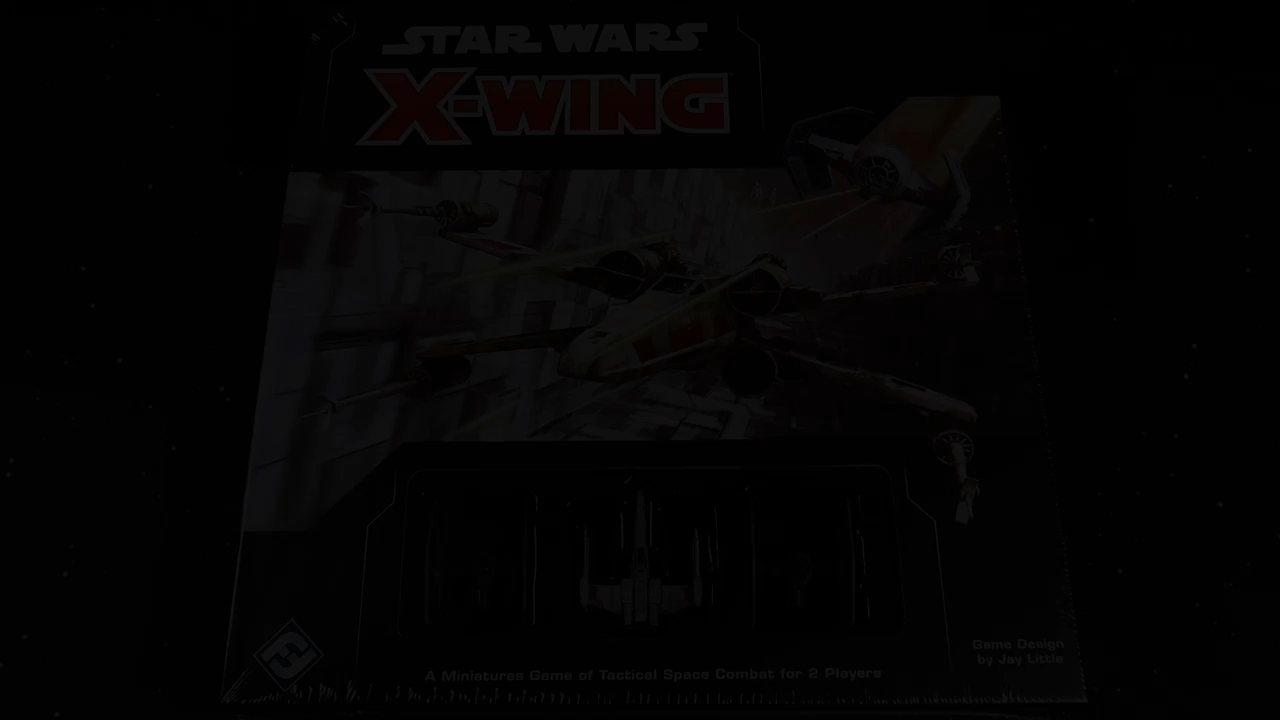 STAR WARS
X-WING
Game Design
by Jay Little
A Miniatures Game of Tactical Space Combat for 2 Players